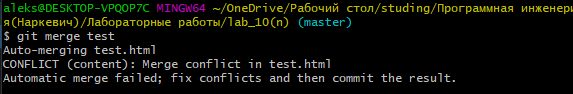 aleks@DESKTOP-VPQOP7C MINGW64 ~/OneDrive/Рабочий стол/studing/Программная инженери
я(Наркевич)/Лабораторные работы/lab_10(n) (master)
$ git merge test
Auto-merging test.html
CONFLICT (content): Merge conflict in test.html
Automatic merge failed; fix conflicts and then commit the result.